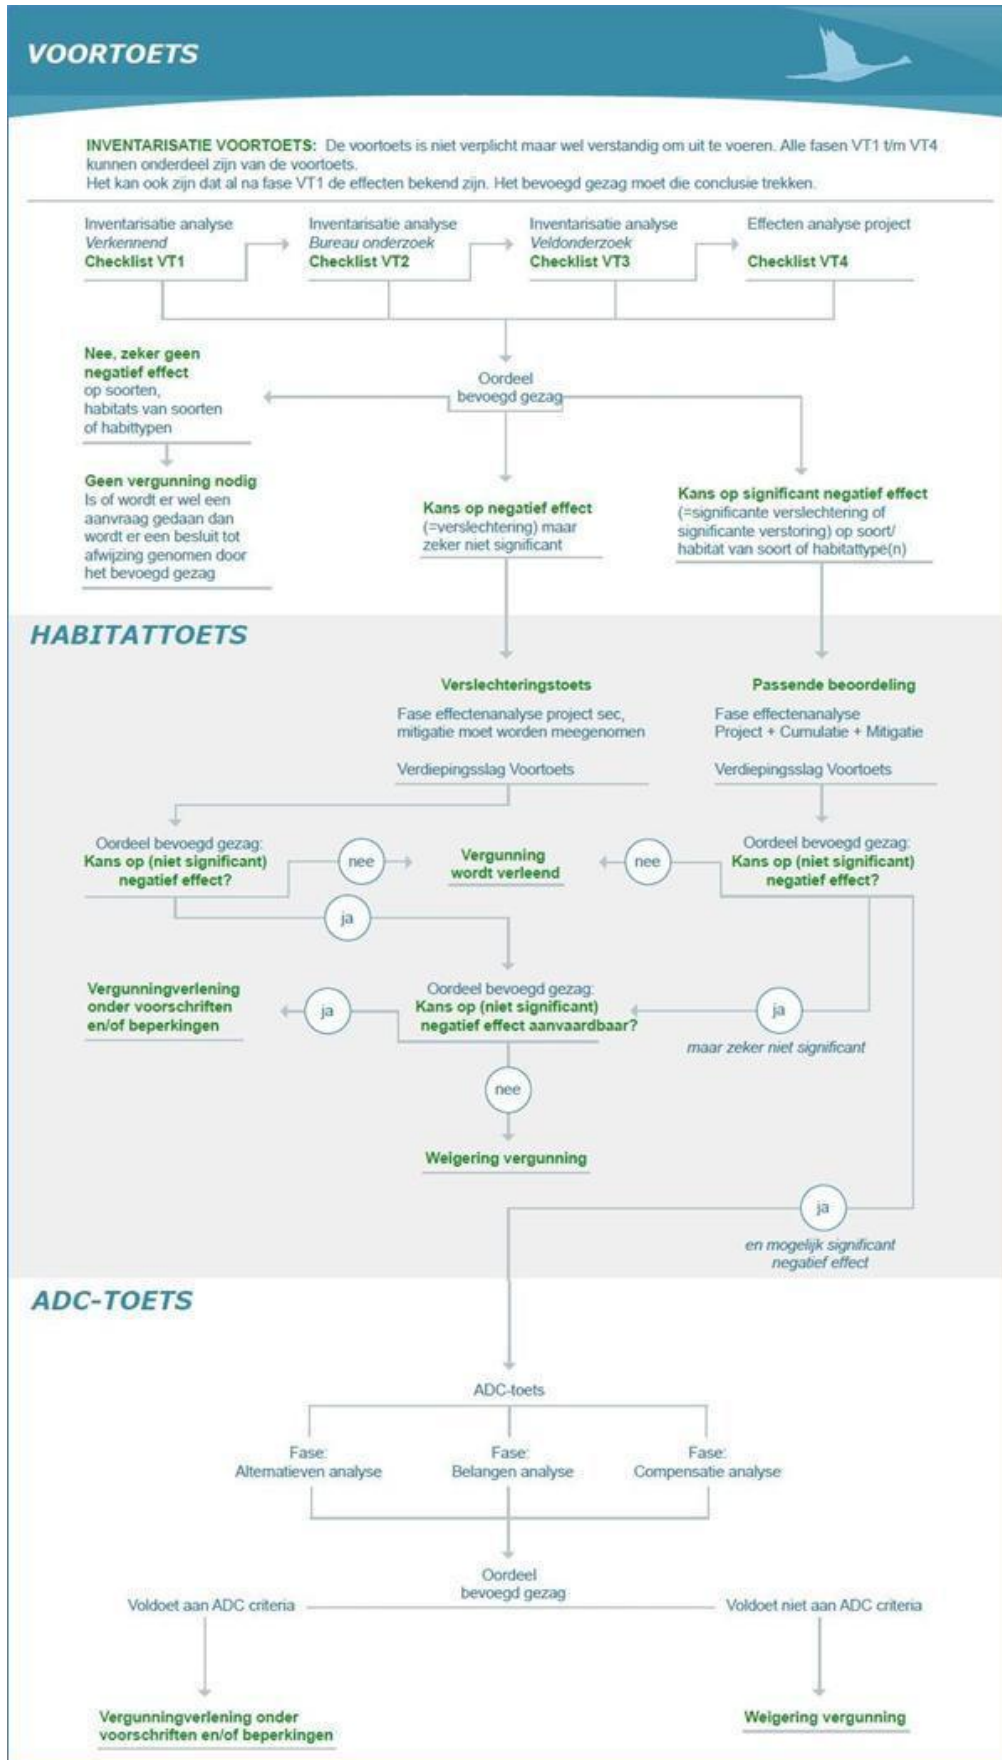 VOORTOETS
INVENTARISATIE VOORTOETS: De voortoets is niet verplicht maar wel verstandig om uit te voeren. Alle fasen VT1 t/m VT4
kunnen onderdeel zijn van de voortoets.
Het kan ook zijn dat al na fase VT1 de effecten bekend zijn. Het bevoegd gezag moet die conclusie trekken.
Inventarisatie analyse
Verkennend
Checklist VT1
Inventarisatie analyse
Bureau onderzoek
Checklist VT2
Inventarisatie analyse
Veldonderzoek
Checklist VT3
Effecten analyse project
Checklist VT4
Oordeel
bevoegd gezag
Nee, zeker geen
negatief effect
op soorten,
habitats van soorten
of habittypen
Geen vergunning nodig
Is of wordt er wel een
aanvraag gedaan dan
wordt er een besluit tot
afwijzing genomen door
het bevoegd gezag
Kans op negatief effect
(=verslechtering) maar
zeker niet significant
Kans op significant negatief effect
(=significante verslechtering of
significante verstoring) op soort/
habitat van soort of habitattype(n)
HABITATTOETS
Verslechteringstoets
Fase effectenanalyse project sec,
mitigatie moet worden meegenomen
Verdiepingsslag Voortoets
Passende beoordeling
Fase effectenanalyse
Project + Cumulatie + Mitigatie
Verdiepingsslag Voortoets
Oordeel bevoegd gezag:
Kans op (niet significant)
negatief effect?
nee
Vergunning
wordt verleend
nee
Oordeel bevoegd gezag:
Kans op (niet significant)
negatief effect?
ja
Vergunningverlening
onder voorschriften
en/of beperkingen
ja
Oordeel bevoegd gezag:
Kans op (niet significant)
negatief effect aanvaardbaar?
ja
maar zeker niet significant
nee
Weigering vergunning
ja
en mogelijk significant
negatief effect
ADC-TOETS
ADC-toets
Fase:
Alternatieven analyse
Fase:
Belangen analyse
Fase:
Compensatie analyse
Oordeel
bevoegd gezag
Voldoet aan ADC criteria
Voldoet niet aan ADC criteria
Vergunningverlening onder
voorschriften en/of beperkingen
Weigering vergunning